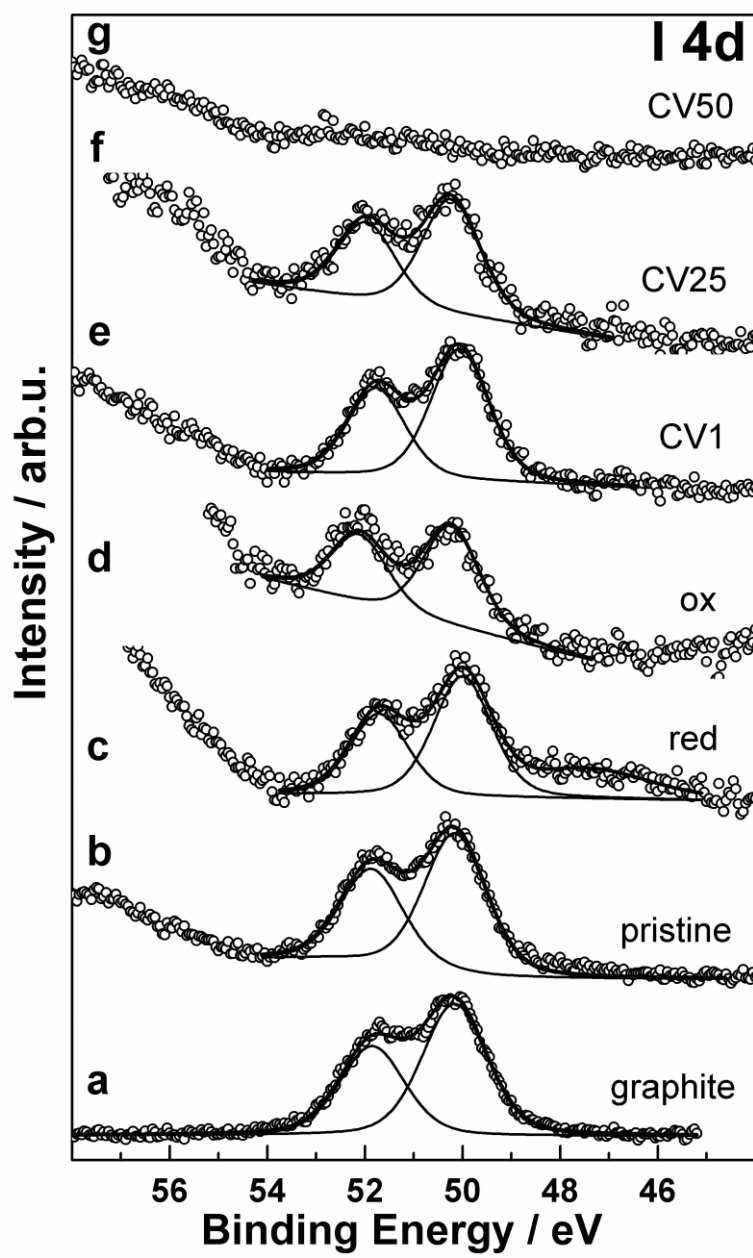 g
I 4d
CV50
f
CV25
e
CV1
d
ox
c
red
b
pristine
a
graphite
Intensity / arb.u.
56 54 52 50 48 46
Binding Energy / eV